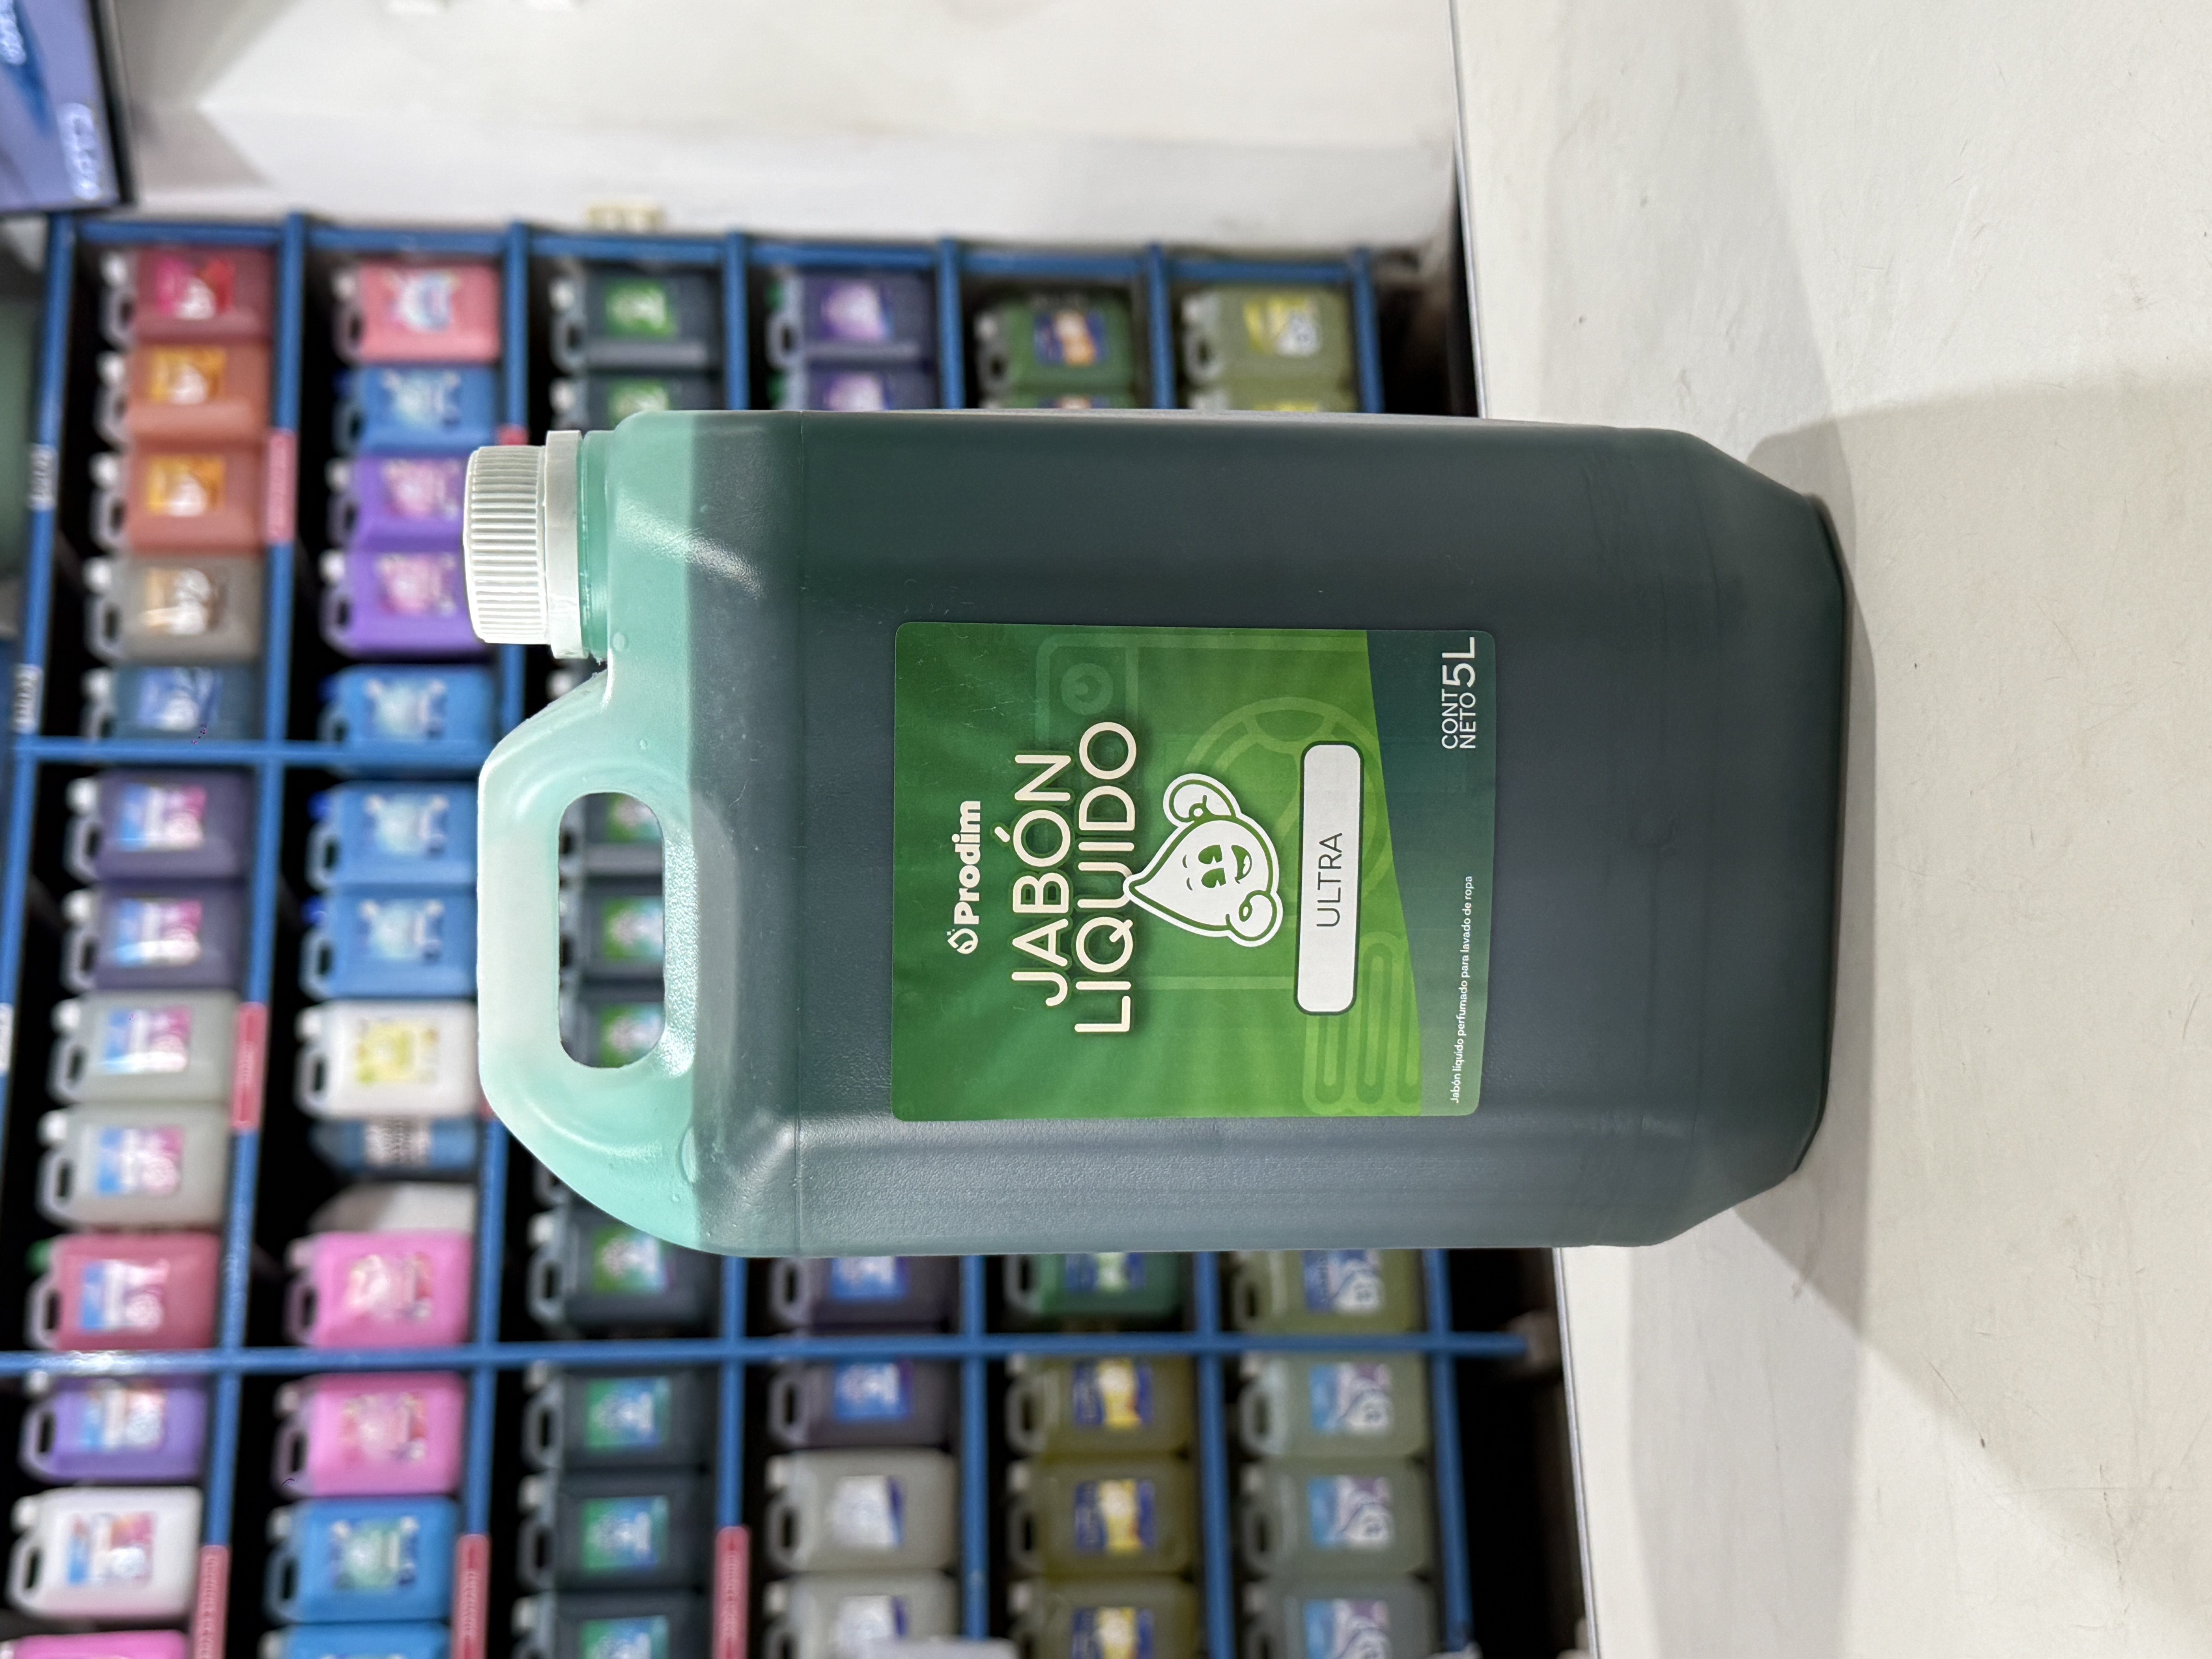 Prodim
JABÓN
LIQUIDO
ULTRA
Jabón líquido perfumado para lavado de ropa
CONT
NETO 5L